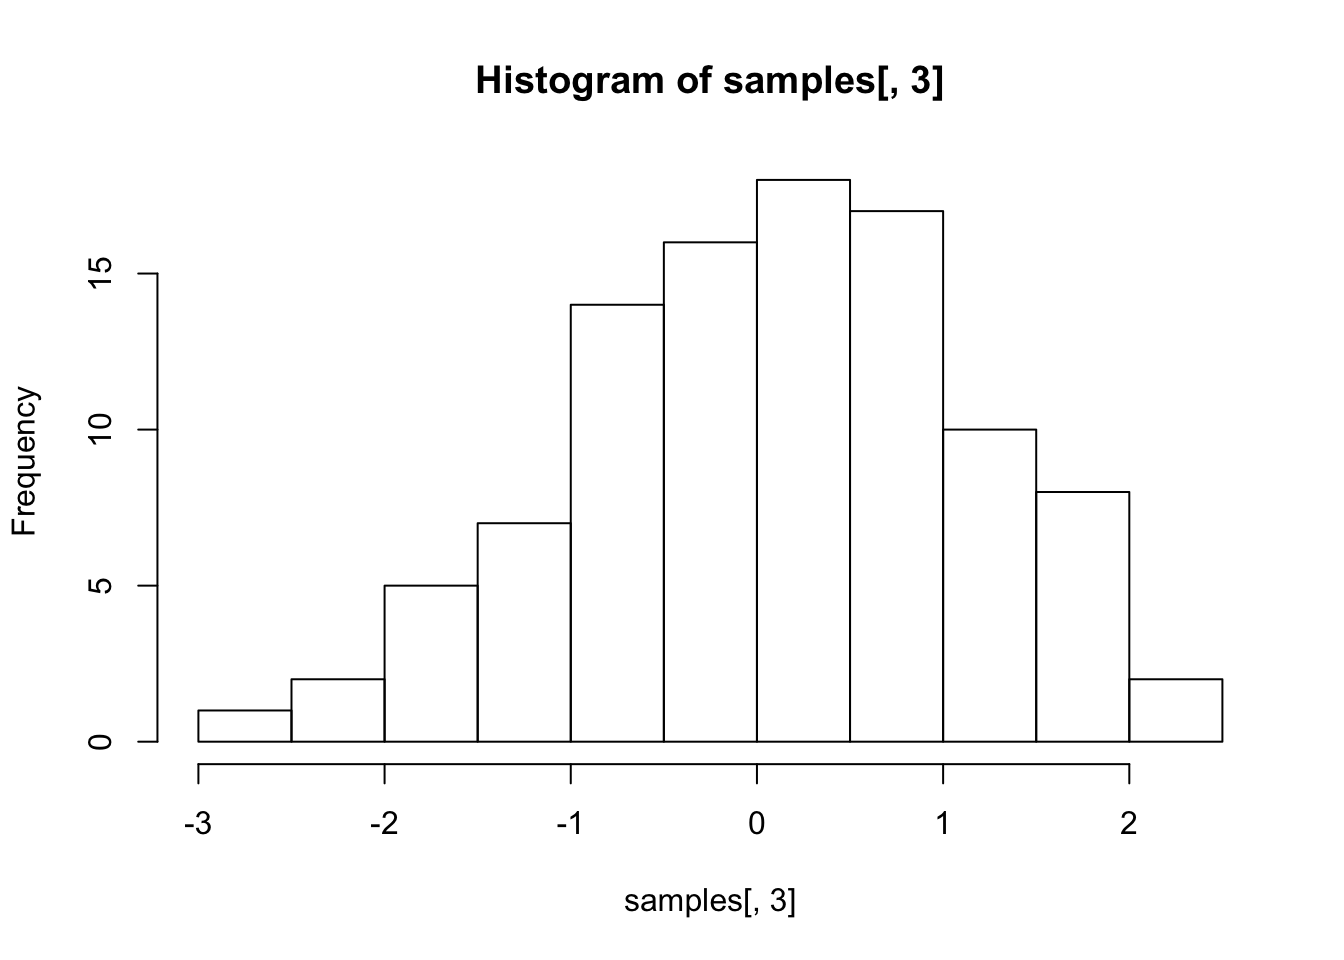 Histogram of samples[, 3]
Frequency
15
10
5
0
-3 -2 -1 0 1 2
samples[, 3]